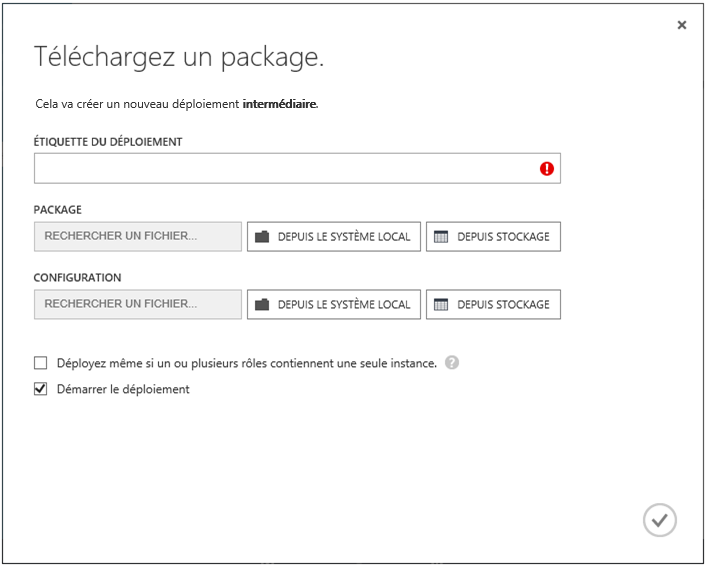 Téléchargez un package.
Cela va créer un nouveau déploiement intermédiaire.
ÉTIQUETTE DU DÉPLOIEMENT
PACKAGE
RECHERCHER UN FICHIER... DEPUIS LE SYSTÈME LOCAL DEPUIS STOCKAGE
CONFIGURATION
RECHERCHER UN FICHIER... DEPUIS LE SYSTÈME LOCAL DEPUIS STOCKAGE
Déployez même si un ou plusieurs rôles contiennent une seule instance. ?
Démarrer le déploiement